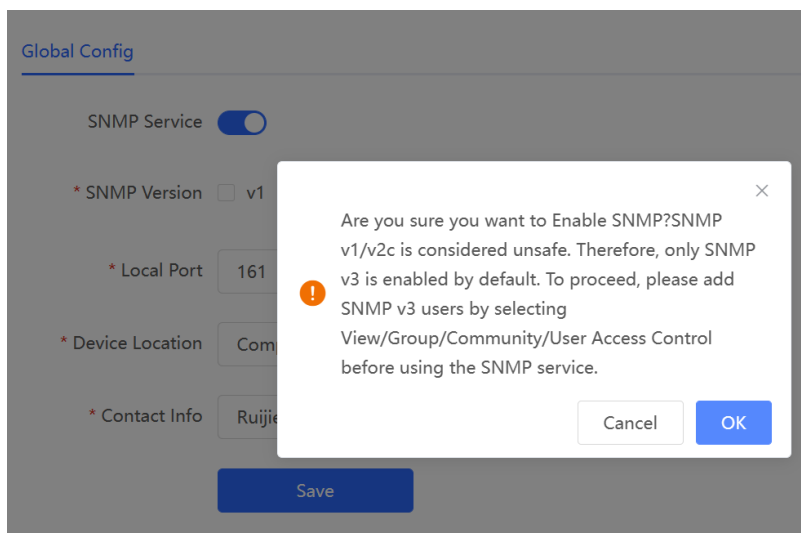 Global Config
SNMP Service
* SNMP Version v1
Are you sure you want to Enable SNMP?SNMP
v1/v2c is considered unsafe. Therefore, only SNMP
v3 is enabled by default. To proceed, please add
SNMP v3 users by selecting
View/Group/Community/User Access Control
before using the SNMP service.
Cancel OK
* Local Port 161
* Device Location
* Contact Info Ruijie
Save